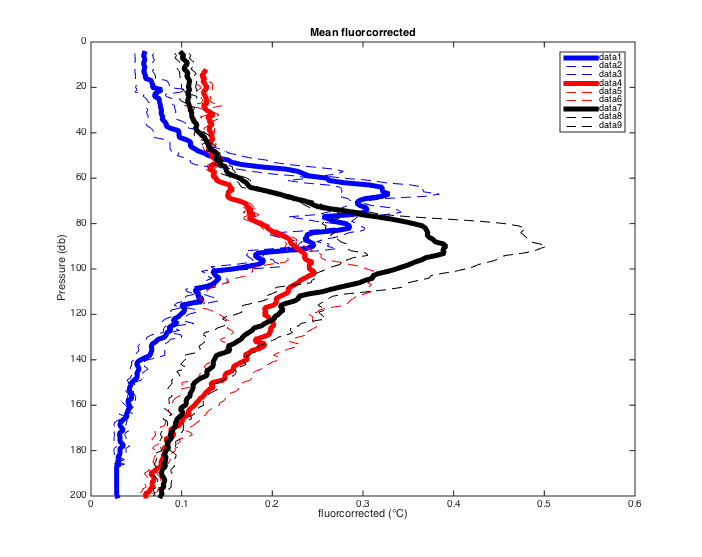 Mean fluorcorrected
data1
data2
data3
data4
data5
data6
data7
data8
data9
Pressure (db)
0
20
40
60
80
100
120
140
160
180
200
0
0.1
0.2
0.3
0.4
0.5
0.6
fluorcorrected (°C)